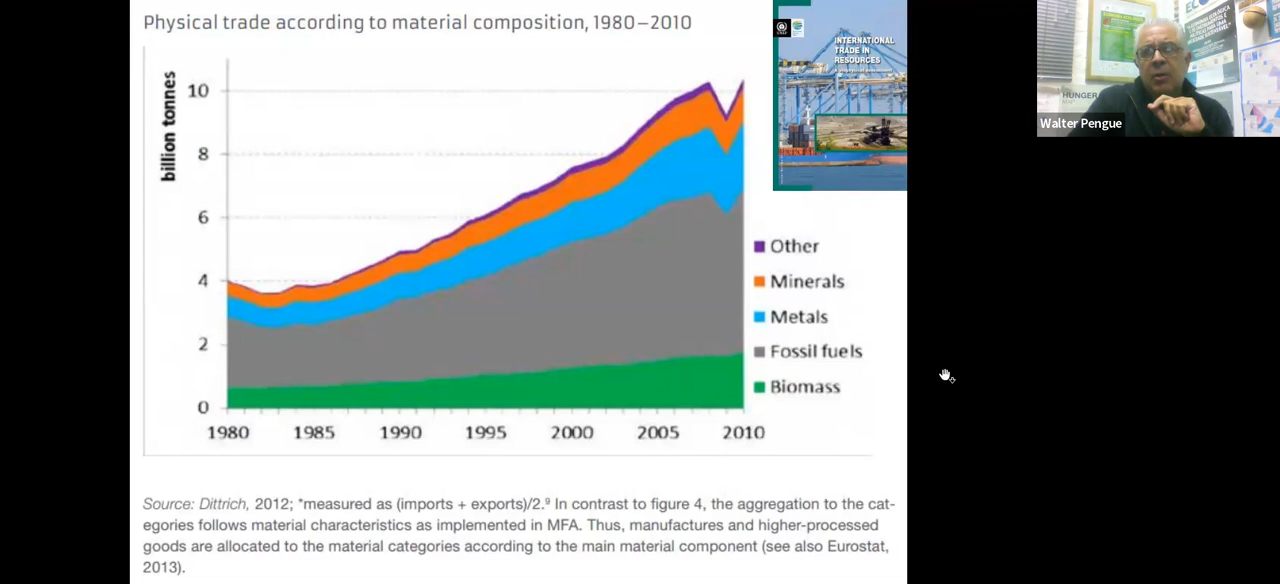 Physical trade according to material composition, 1980–2010
billion tonnes
10
8
6
4
2
0
1980 1985 1990 1995 2000 2005 2010
Other
Minerals
Metals
Fossil fuels
Biomass
Source: Dittrich, 2012; *measured as (imports + exports)/2.⁹ In contrast to figure 4, the aggregation to the cat-
egories follows material characteristics as implemented in MFA. Thus, manufactures and higher-processed
goods are allocated to the material categories according to the main material component (see also Eurostat,
2013).
INTERNATIONAL
TRADE IN
RESOURCES
HUNGER
Walter Pengue